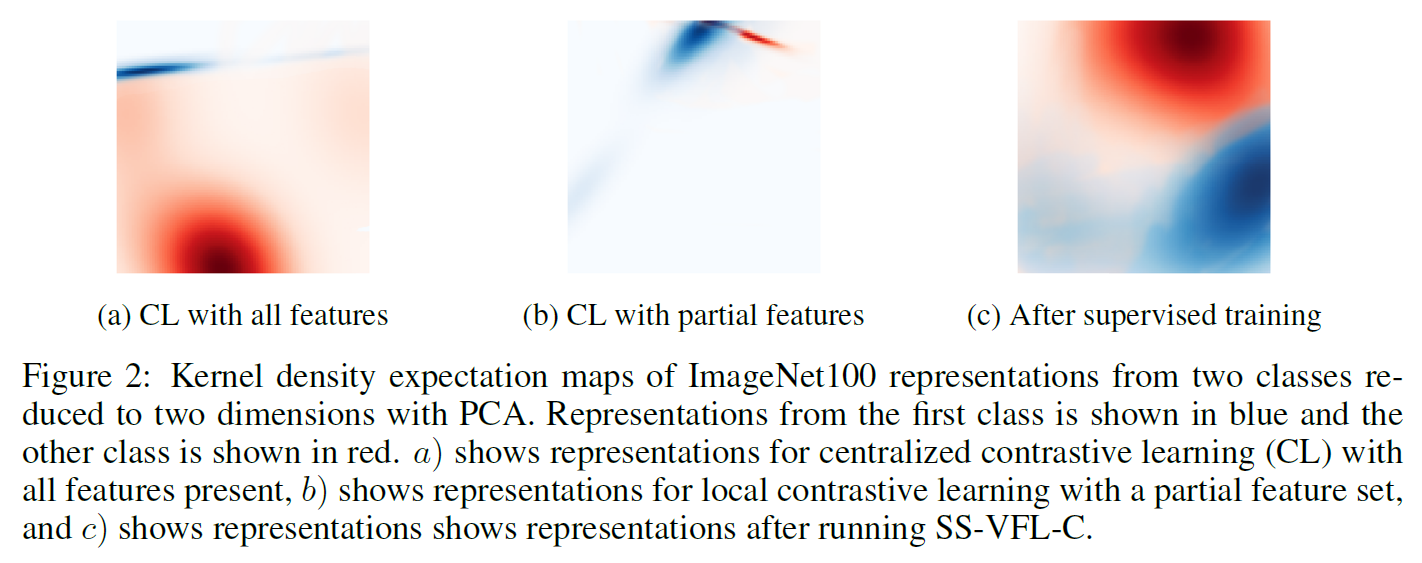 (a) CL with all features
(b) CL with partial features
(c) After supervised training
Figure 2: Kernel density expectation maps of ImageNet100 representations from two classes re-
duced to two dimensions with PCA. Representations from the first class is shown in blue and the
other class is shown in red. a) shows representations for centralized contrastive learning (CL) with
all features present, b) shows representations for local contrastive learning with a partial feature set,
and c) shows representations shows representations after running SS-VFL-C.